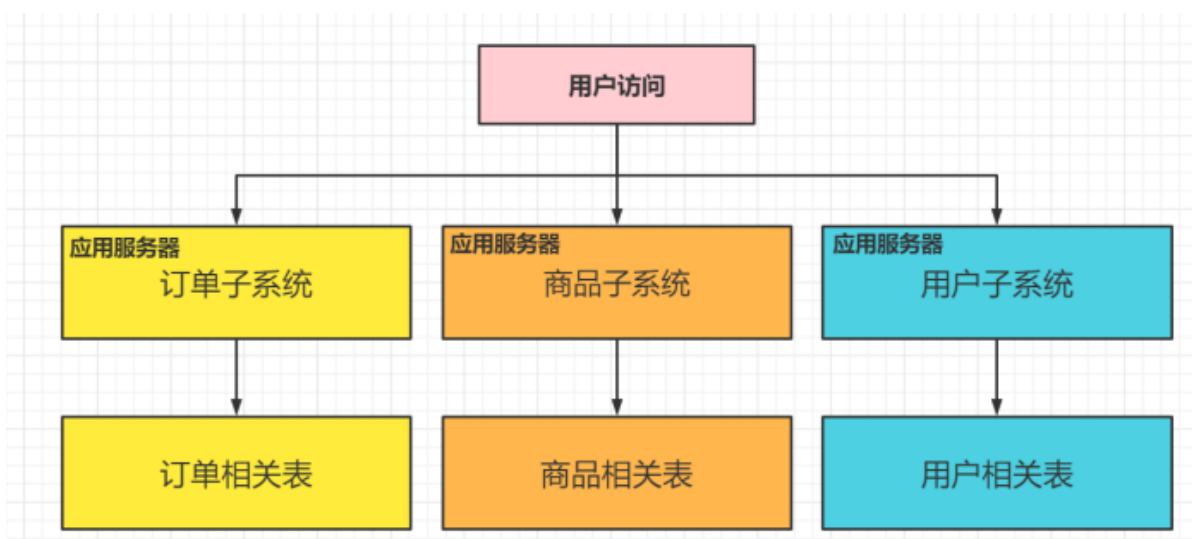 用户访问
应用服务器
订单子系统
应用服务器
商品子系统
应用服务器
用户子系统
订单相关表
商品相关表
用户相关表